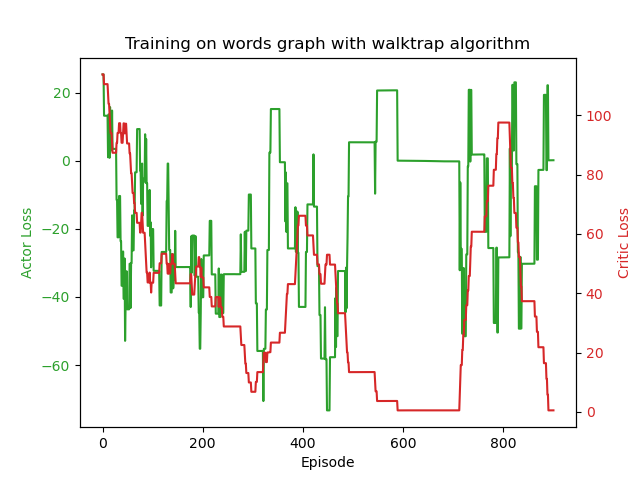 Training on words graph with walktrap algorithm
20
0
−20
−40
−60
Actor Loss
100
80
60
40
20
0
Critic Loss
0 200 400 600 800
Episode